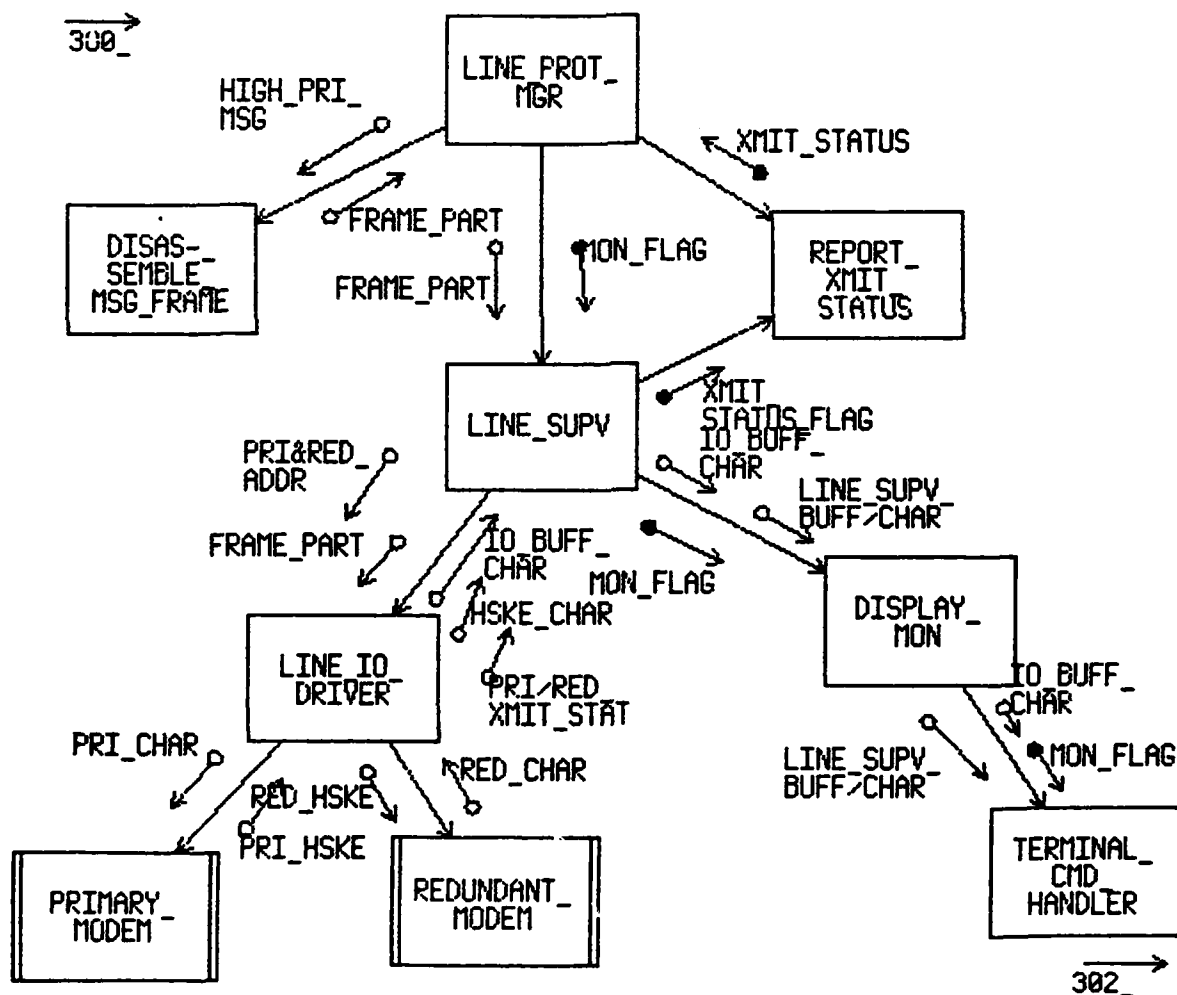 300_
LINE_PROT_
MGR
HIGH_PRI_
MSG
XMIT_STATUS
FRAME_PART
DISAS-_
SEMBLE_
MSG_FRAME
FRAME_PART
MON_FLAG
REPORT_
XMIT_
STATUS
LINE_SUPV
XMIT
STATUS_FLAG
IO_BUFF_
CHAR
PRI&RED_
ADDR
LINE_SUPV_
BUFF/CHAR
FRAME_PART
IO_BUFF_
CHAR
MON_FLAG
HSKE_CHAR
DISPLAY_
MON
LINE_IO_
DRIVER
PRI/RED
XMIT_STAT
IO_BUFF_
CHAR
PRI_CHAR
RED_CHAR
LINE_SUPV_
BUFF/CHAR
MON_FLAG
RED_HSKE
PRI_HSKE
PRIMARY_
MODEM
REDUNDANT_
MODEM
TERMINAL_
CMD_
HANDLER
302_